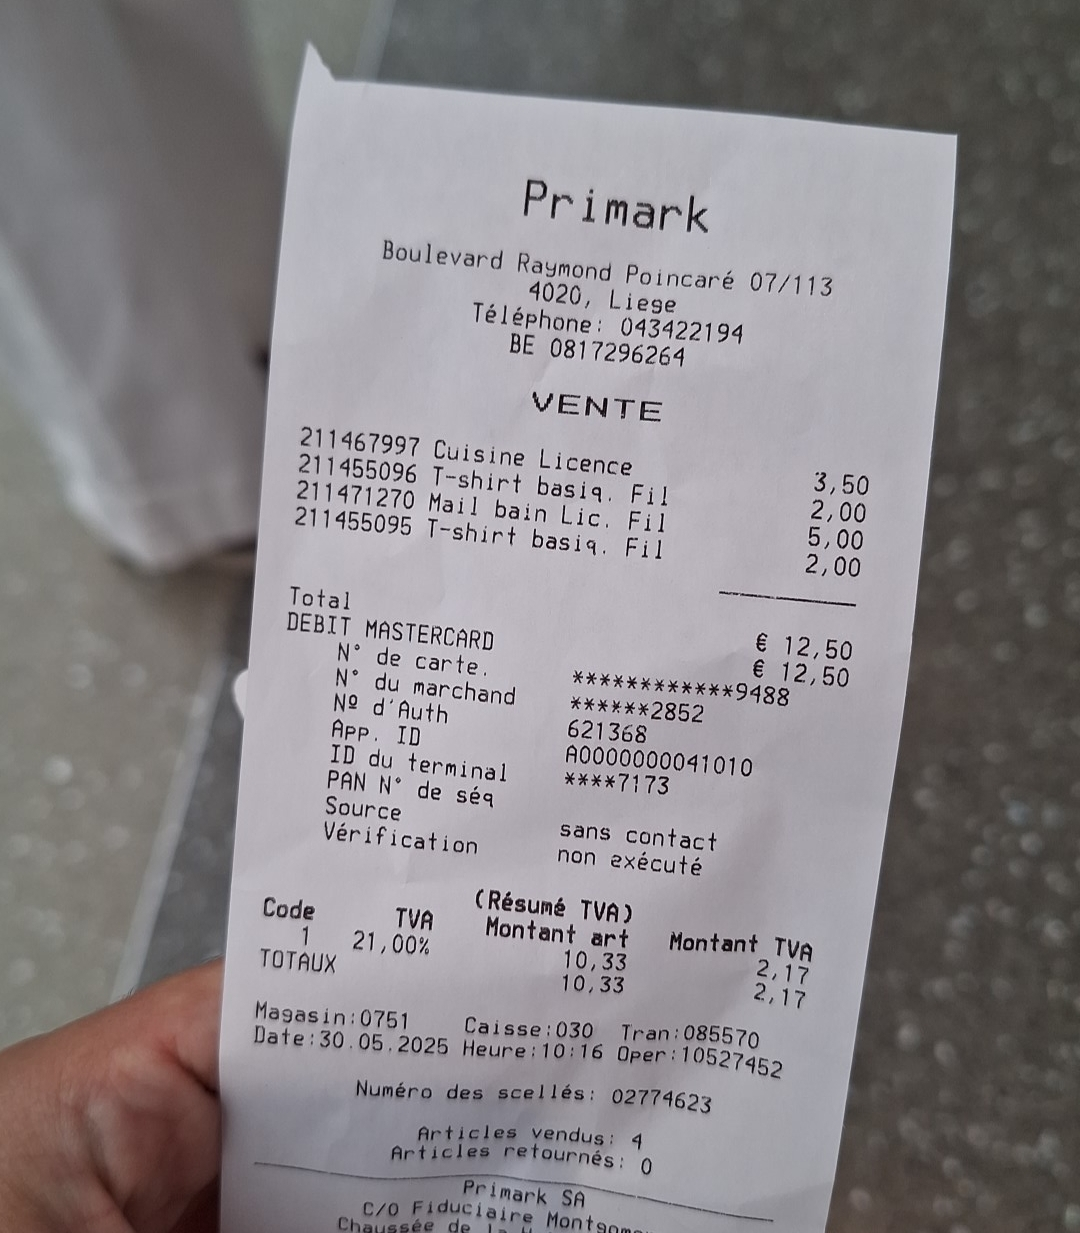 Primark
Boulevard Raymond Poincaré 07/113
4020, Liege
Téléphone: 043422194
BE 0817296264
VENTE
211467997 Cuisine Licence 3,50
211455096 T-shirt basiq. Fil 2,00
211471270 Mail bain Lic. Fil 5,00
211455095 T-shirt basiq. Fil 2,00
Total € 12,50
DEBIT MASTERCARD € 12,50
N° de carte. ************9488
N° du marchand ******2852
Nº d'Auth 621368
App. ID A0000000041010
ID du terminal ****7173
PAN N° de séq
Source sans contact
Vérification non exécuté
(Résumé TVA)
Code TVA Montant art Montant TVA
1 21,00% 10,33 2,17
TOTAUX 10,33 2,17
Magasin:0751 Caisse:030 Tran:085570
Date:30.05.2025 Heure:10:16 Oper:10527452
Numéro des scellés: 02774623
Articles vendus: 4
Articles retournés: 0
Primark SA
C/O Fiduciaire
Chaussée de